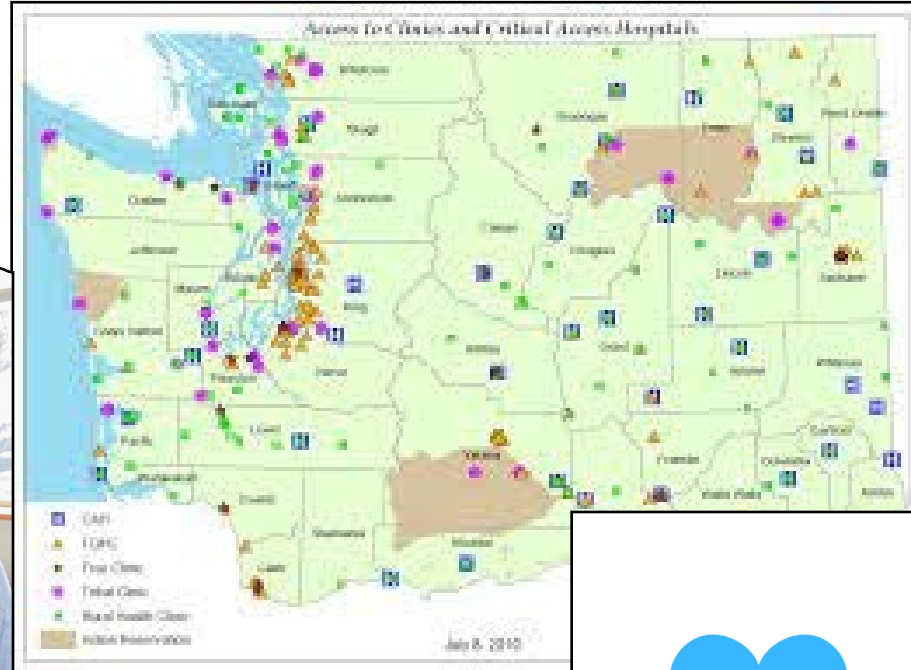 Access to Clinics and Critical Access Hospitals
Whatcom
Okanogan
Ferry
Stevens
Pend Oreille
Skagit
Snohomish
Clallam
Jefferson
Chelan
Douglas
Lincoln
Spokane
Mason
King
Grays Harbor
Grant
Adams
Whitman
Kittitas
Pierce
Thurston
Lewis
Pacific
Yakima
Franklin
Garfield
Columbia
Walla Walla
Asotin
Wahkiakum
Cowlitz
Skamania
Klickitat
Clark
CAH
FQHC
Free Clinic
Tribal Clinic
Rural Health Clinic
Indian Reservation
July 8, 2010